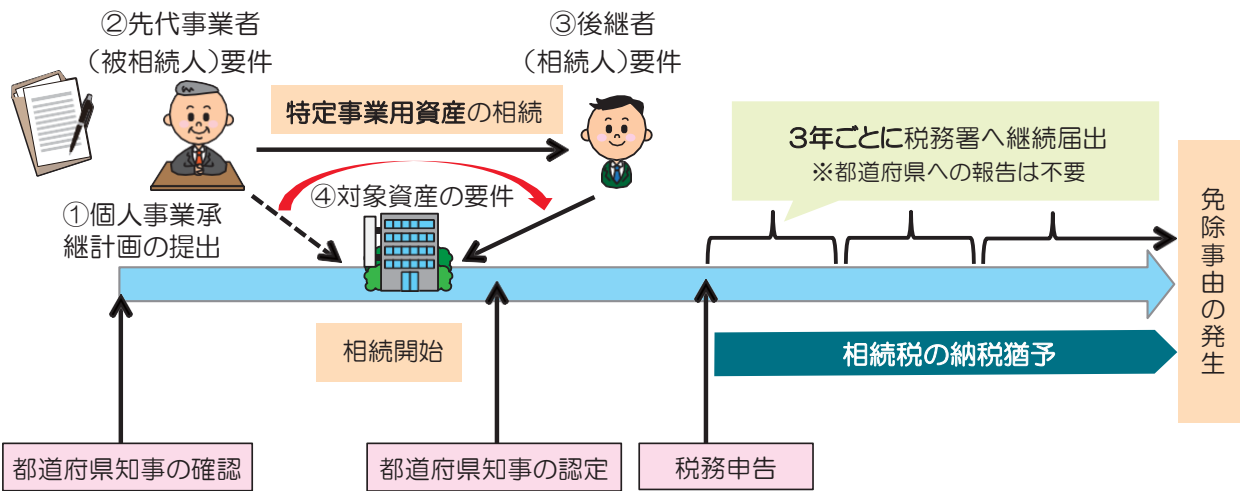 ②先代事業者
（被相続人）要件
③後継者
（相続人）要件
特定事業用資産の相続
3年ごとに税務署へ継続届出
※都道府県への報告は不要
①個人事業承
継計画の提出
④対象資産の要件
免除事由の発生
相続開始
相続税の納税猶予
都道府県知事の確認
都道府県知事の認定
税務申告